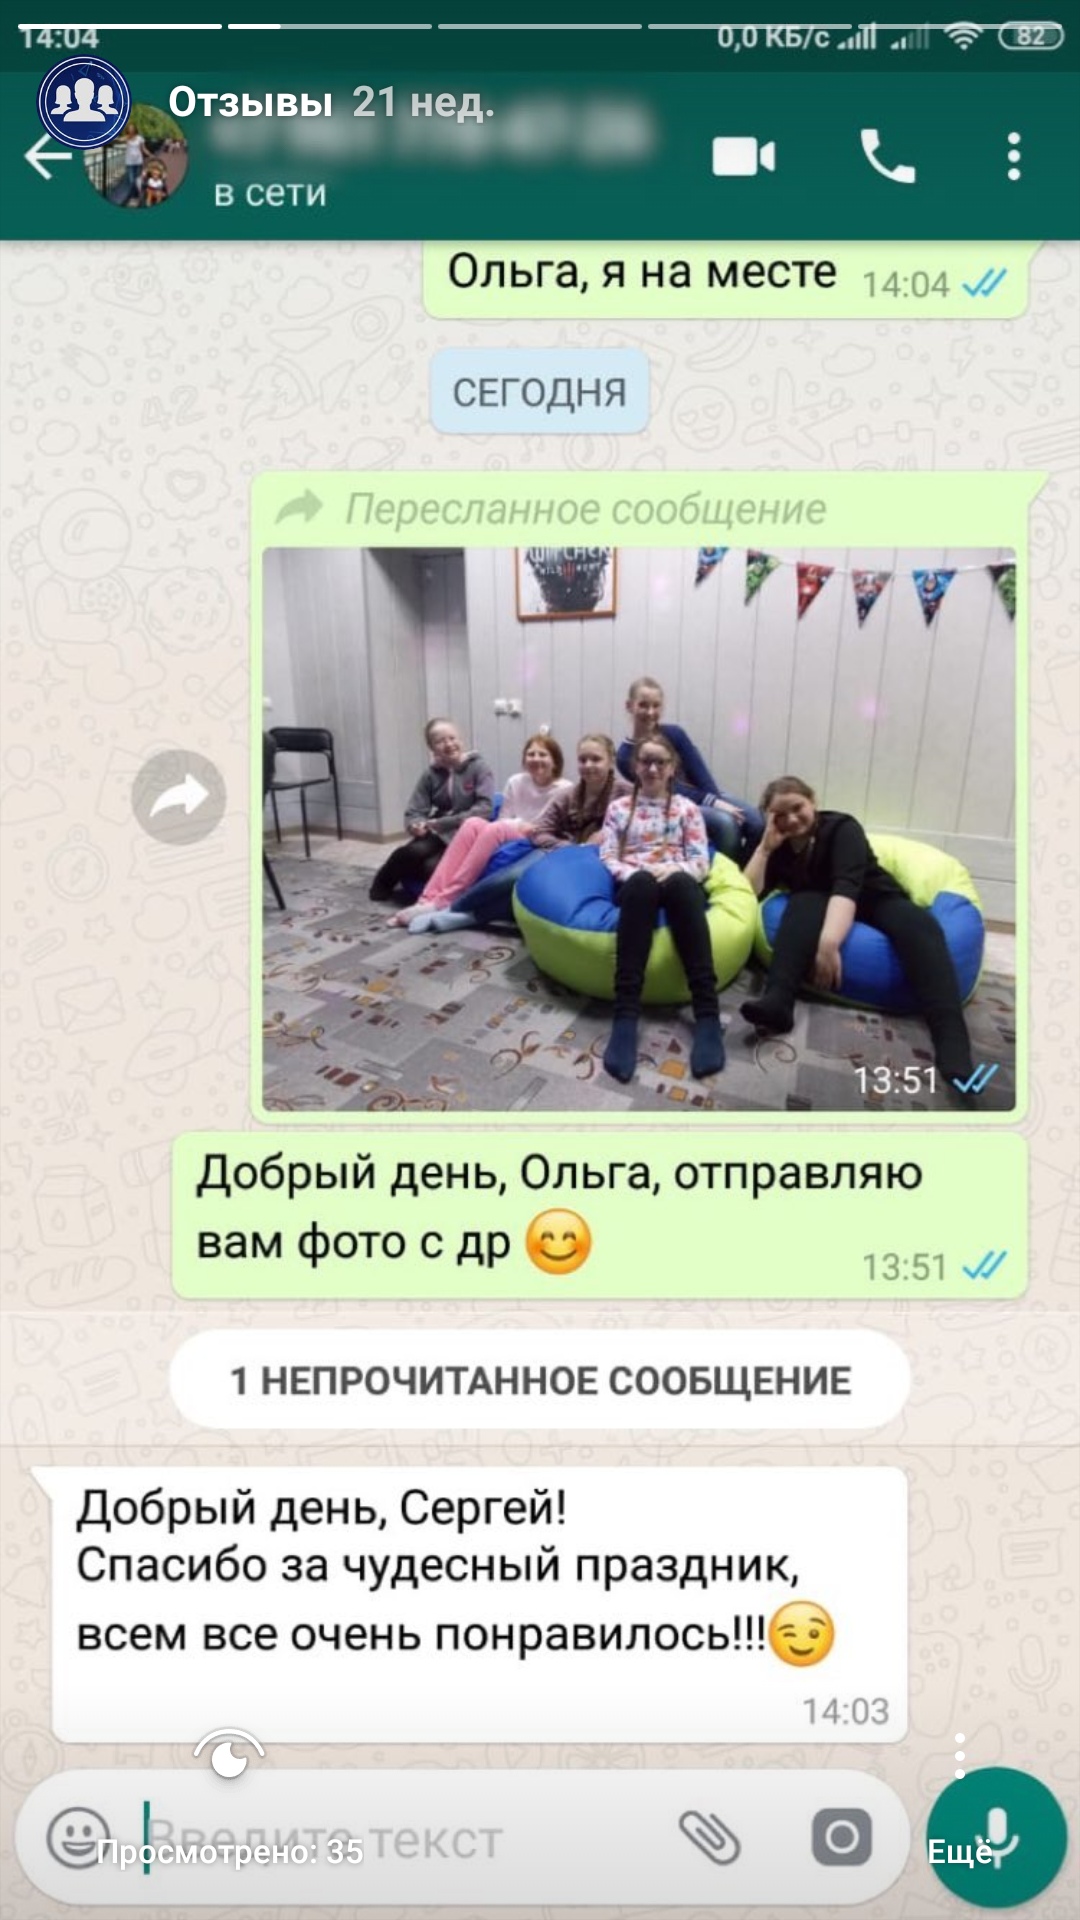 14:04
0,0 КБ/с
82
Отзывы 21 нед.
в сети
Ольга, я на месте 14:04
СЕГОДНЯ
Пересланное сообщение
WILD HUNT
13:51
Добрый день, Ольга, отправляю
вам фото с др 😊
13:51
1 НЕПРОЧИТАННОЕ СООБЩЕНИЕ
Добрый день, Сергей!
Спасибо за чудесный праздник,
всем все очень понравилось!!!😉
14:03
Введите текст
Просмотрено: 35
Ещё